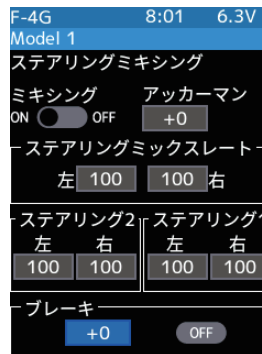 F-4G 8:01 6.3V
Model 1
ステアリングミキシング
ミキシング アッカーマン
ON OFF +0
ステアリングミックスレート
左 100 100 右
ステアリング2 ステアリング
左 右 左 右
100 100 100 100
ブレーキ
+0 OFF